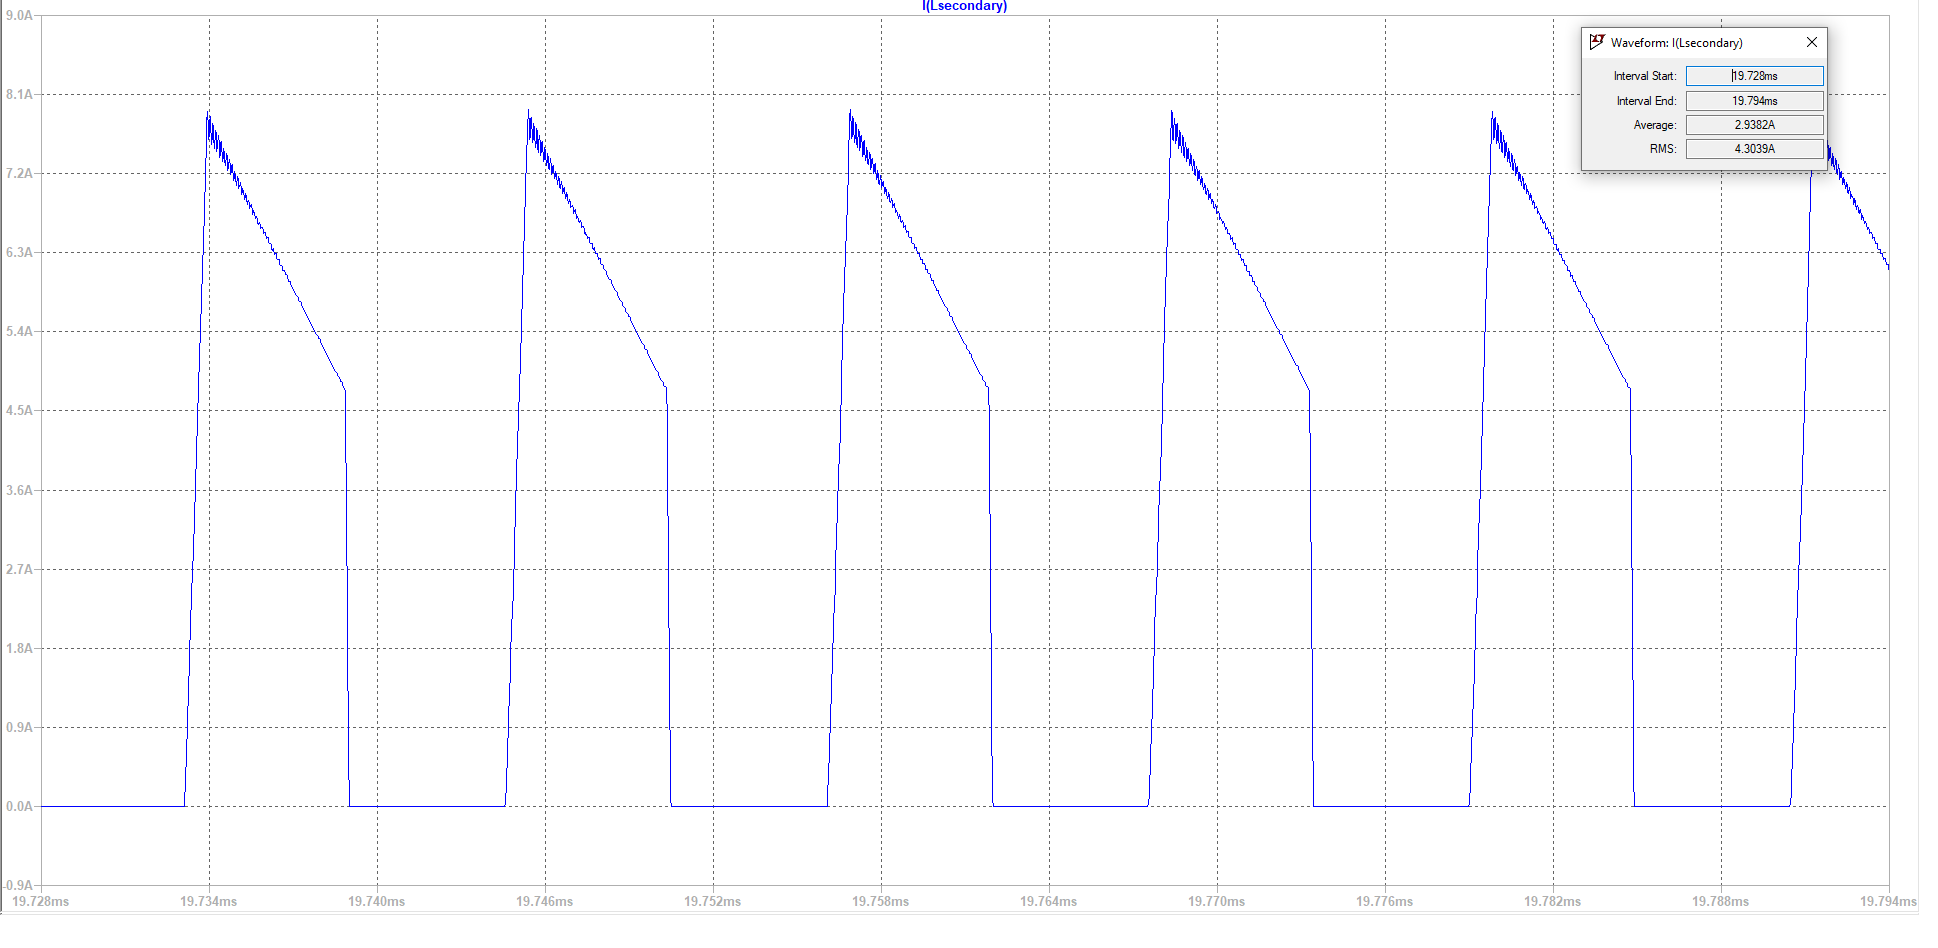 I(Lsecondary)
9.0A
8.1A
7.2A
6.3A
5.4A
4.5A
3.6A
2.7A
1.8A
0.9A
0.0A
-0.9A
19.728ms 19.734ms 19.740ms 19.746ms 19.752ms 19.758ms 19.764ms 19.770ms 19.776ms 19.782ms 19.788ms 19.794ms
Waveform: I(Lsecondary)
Interval Start: 19.728ms
Interval End: 19.794ms
Average: 2.9382A
RMS: 4.3039A